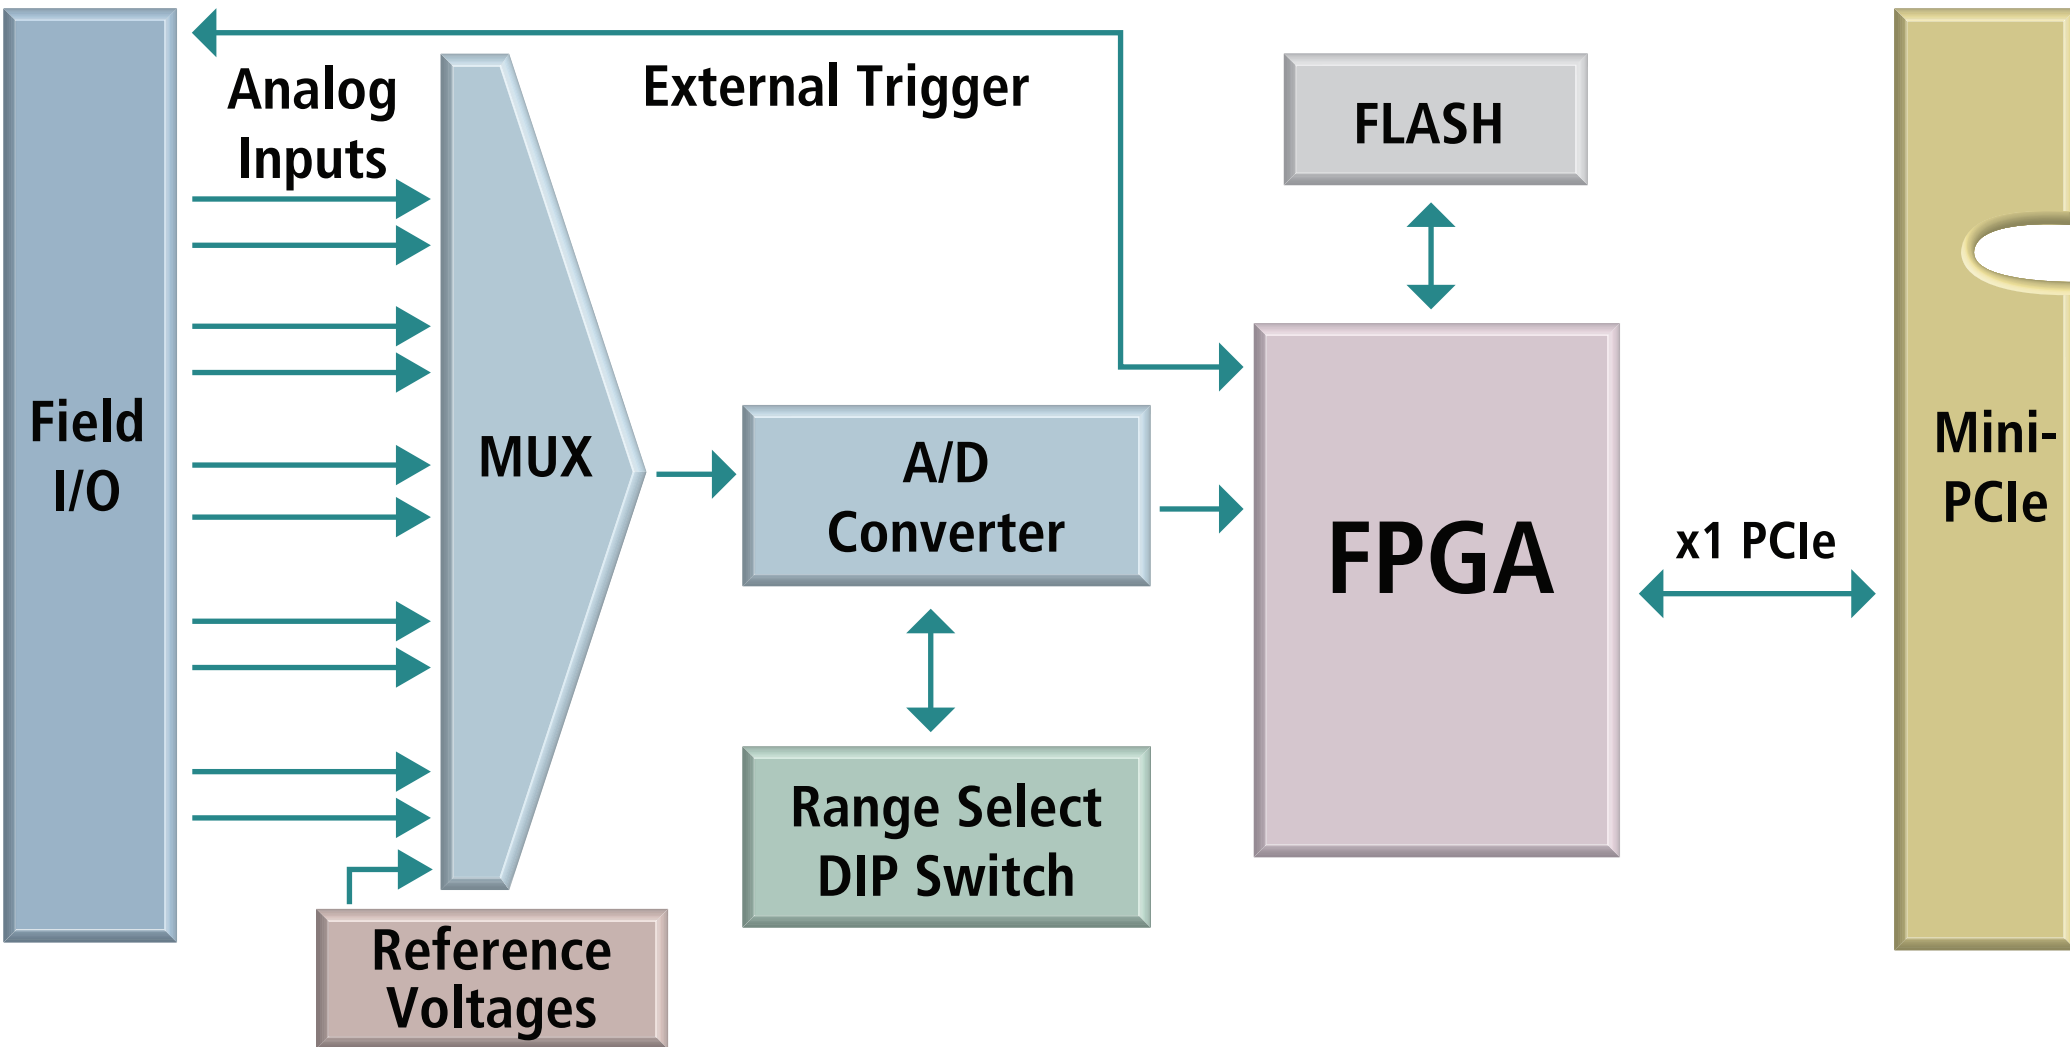 Analog
Inputs
External Trigger
FLASH
Field
I/O
MUX
A/D
Converter
FPGA
x1 PCIe
Mini-
PCIe
Range Select
DIP Switch
Reference
Voltages